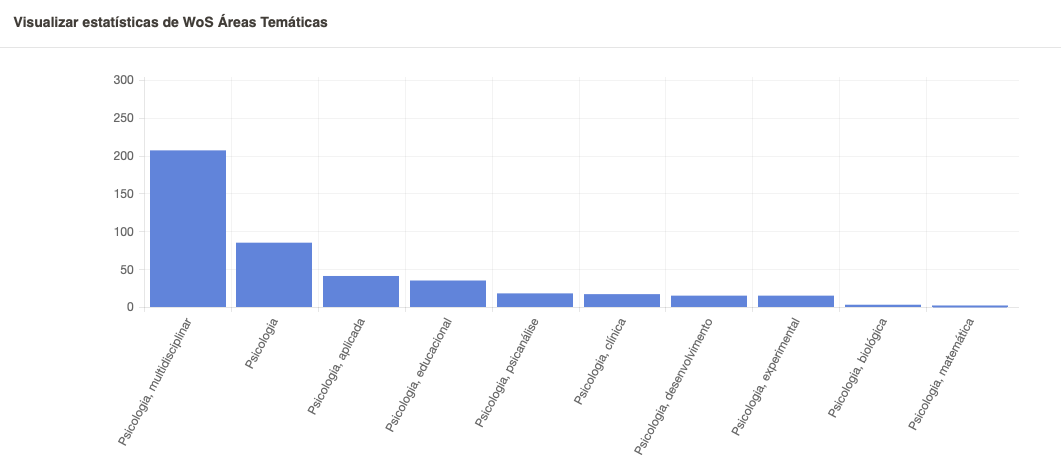 Visualizar estatísticas de WoS Áreas Temáticas
300
250
200
150
100
50
0
Psicologia, multidisciplinar
Psicologia
Psicologia, aplicada
Psicologia, educacional
Psicologia, psicanálise
Psicologia, clínica
Psicologia, desenvolvimento
Psicologia, experimental
Psicologia, biológica
Psicologia, matemática